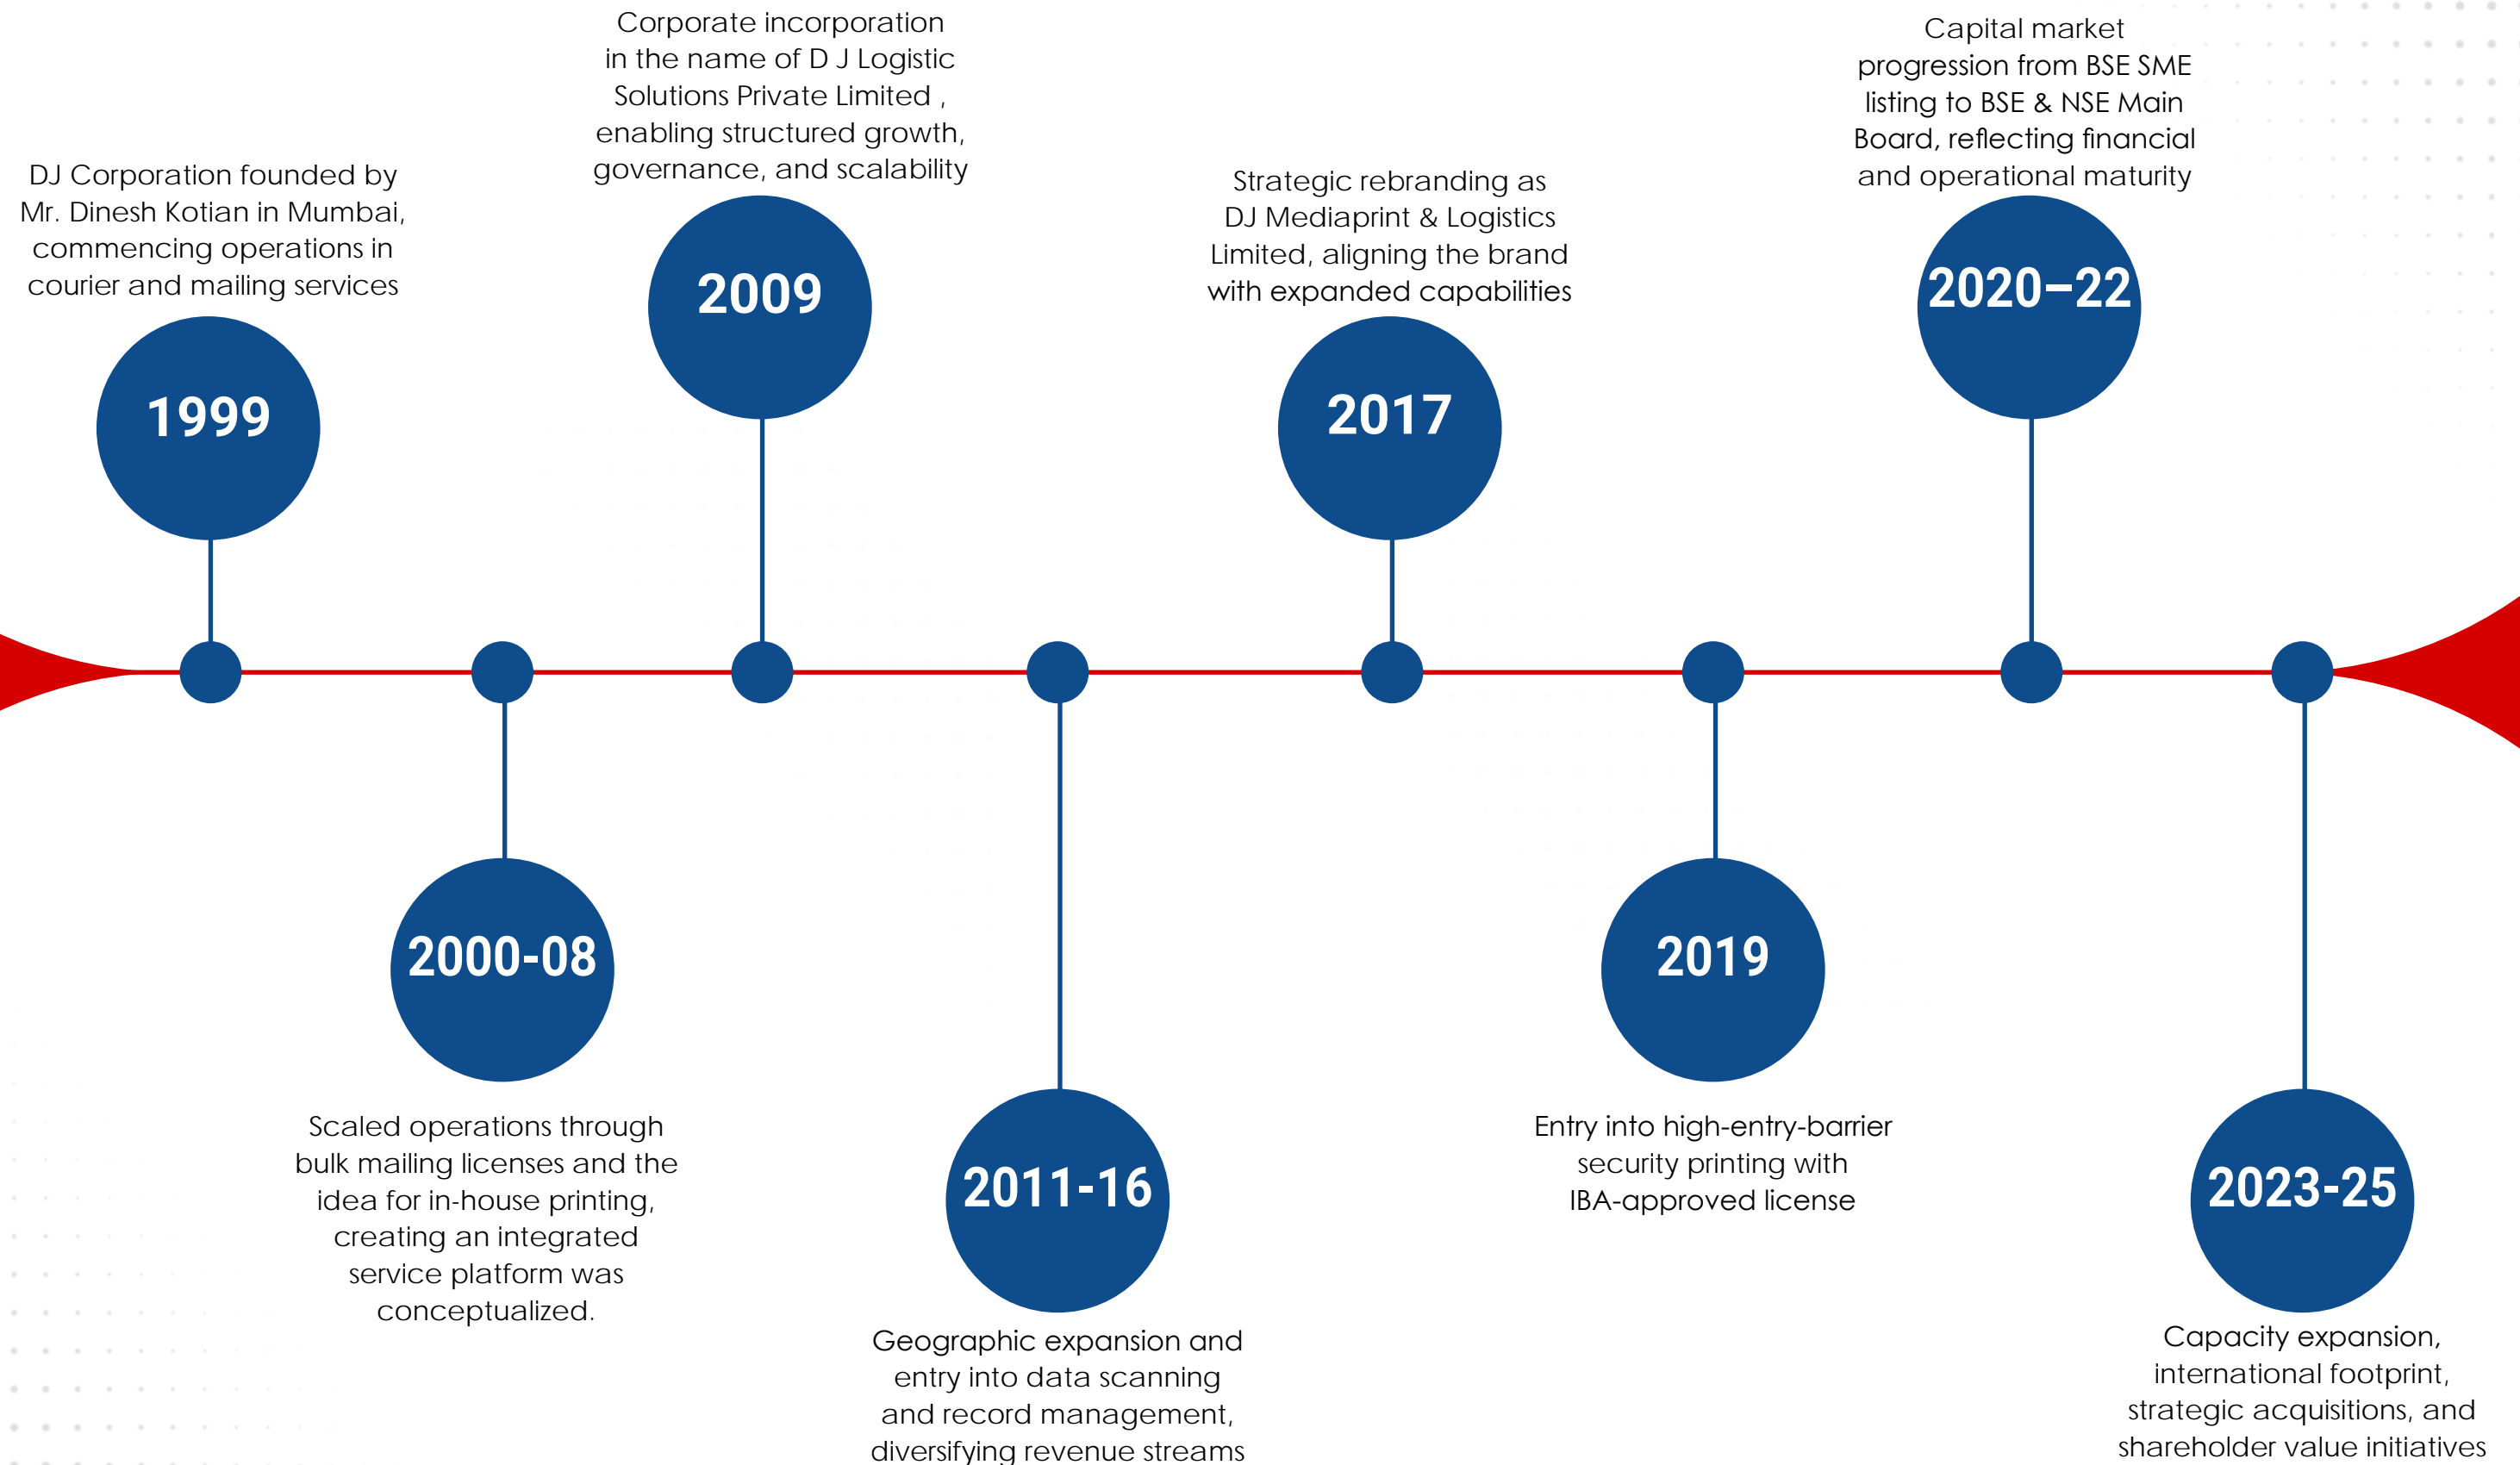 DJ Corporation founded by
Mr. Dinesh Kotian in Mumbai,
commencing operations in
courier and mailing services
1999
2000-08
Scaled operations through
bulk mailing licenses and the
idea for in-house printing,
creating an integrated
service platform was
conceptualized.
Corporate incorporation
in the name of D J Logistic
Solutions Private Limited ,
enabling structured growth,
governance, and scalability
2009
2011-16
Geographic expansion and
entry into data scanning
and record management,
diversifying revenue streams
Strategic rebranding as
DJ Mediaprint & Logistics
Limited, aligning the brand
with expanded capabilities
2017
2019
Entry into high-entry-barrier
security printing with
IBA-approved license
Capital market
progression from BSE SME
listing to BSE & NSE Main
Board, reflecting financial
and operational maturity
2020–22
2023-25
Capacity expansion,
international footprint,
strategic acquisitions, and
shareholder value initiatives